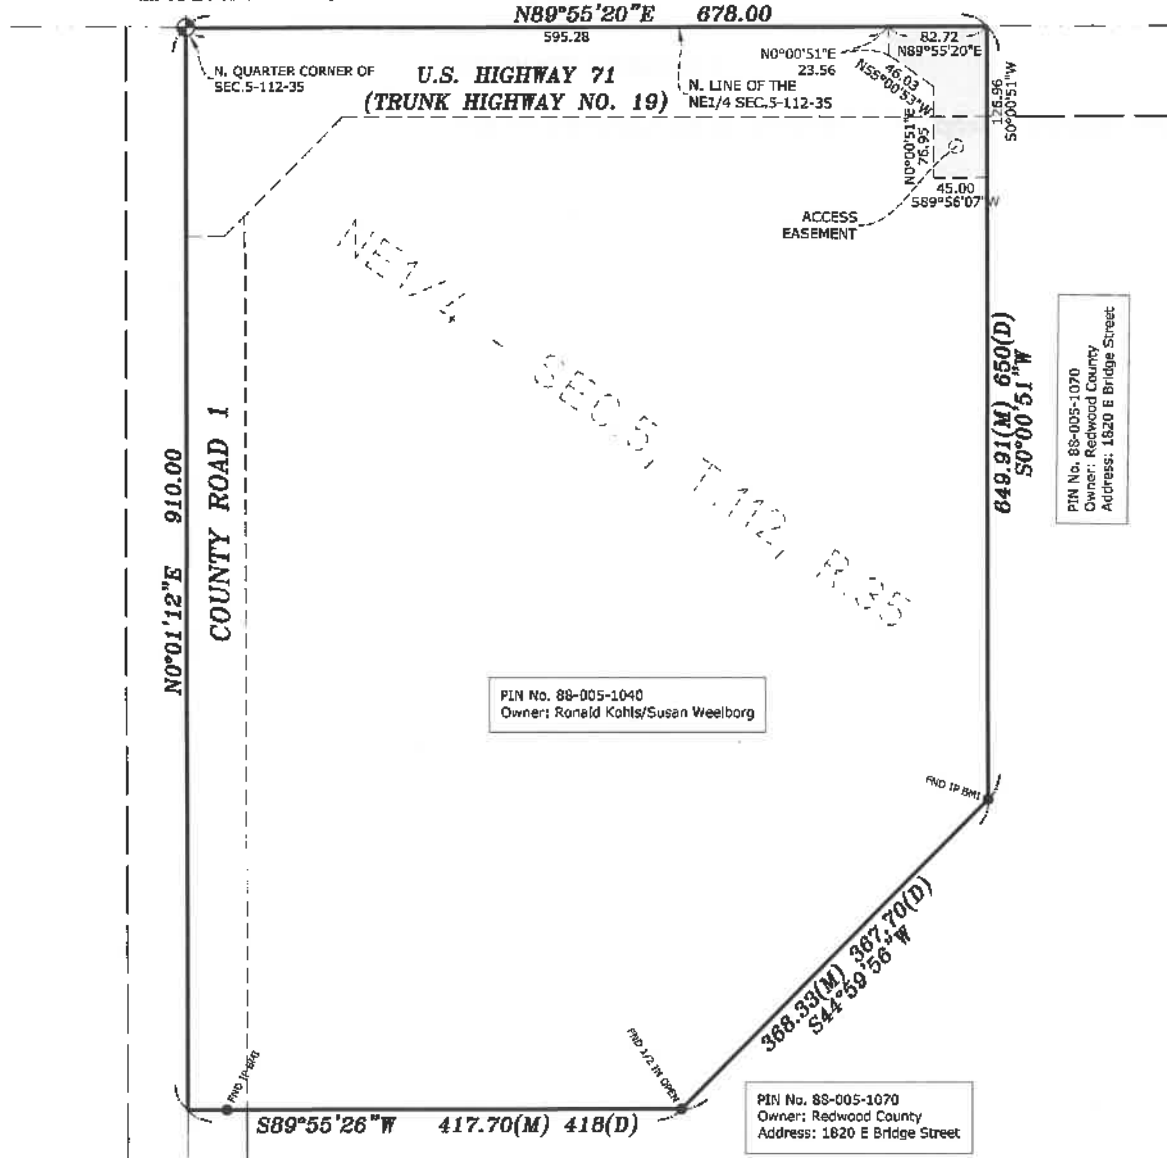 N89°55'20"E 678.00
595.28
82.72
N89°55'20"E
N0°00'51"E
23.56
46.03
N55°00'53"W
126.96
S0°00'51"W
N. QUARTER CORNER OF
SEC.5-112-35
U.S. HIGHWAY 71
(TRUNK HIGHWAY NO. 19)
N. LINE OF THE
NE1/4 SEC.5-112-35
N0°00'51"E
76.95
45.00
S89°56'07"W
ACCESS
EASEMENT
NE1/4 - SEC.5, T.112, R.35
649.91(M) 650(D)
S0°00'51"W
PIN No. 88-005-1070
Owner: Redwood County
Address: 1820 E Bridge Street
N0°01'12"E 910.00
COUNTY ROAD 1
PIN No. 88-005-1040
Owner: Ronald Kohls/Susan Weelborg
FND IP BMI
368.33(M) 367.70(D)
S44°59'56"W
FND IP BMI
FND 1/2 IN OPEN
S89°55'26"W 417.70(M) 418(D)
PIN No. 88-005-1070
Owner: Redwood County
Address: 1820 E Bridge Street